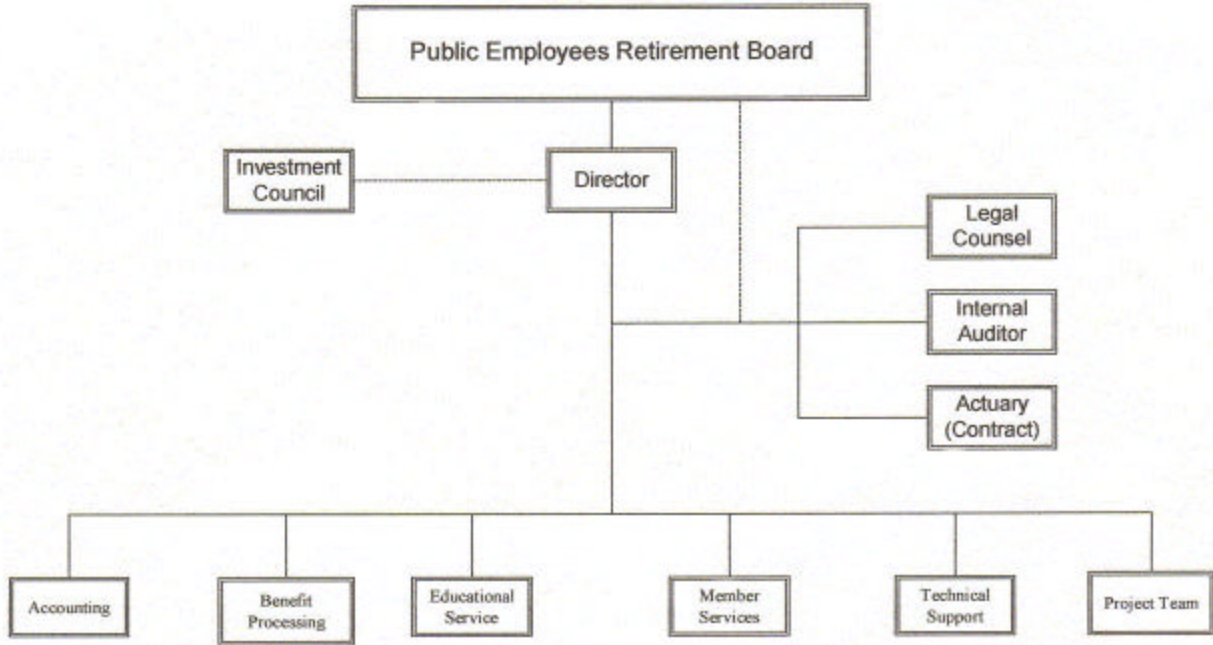 Public Employees Retirement Board
Investment
Council
Director
Legal
Counsel
Internal
Auditor
Actuary
(Contract)
Accounting
Benefit
Processing
Educational
Service
Member
Services
Technical
Support
Project Team